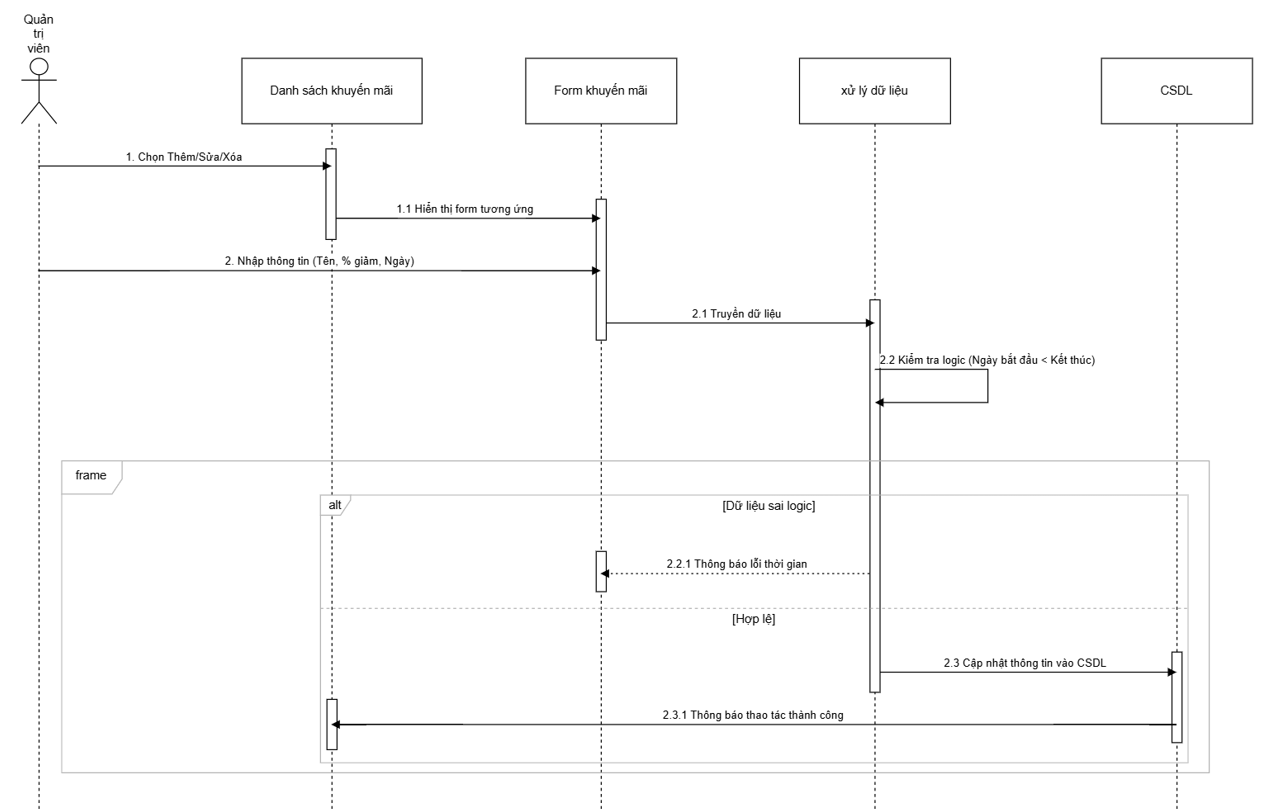 Quản
trị
viên
Danh sách khuyến mãi
Form khuyến mãi
xử lý dữ liệu
CSDL
1. Chọn Thêm/Sửa/Xóa
1.1 Hiển thị form tương ứng
2. Nhập thông tin (Tên, % giảm, Ngày)
2.1 Truyền dữ liệu
2.2 Kiểm tra logic (Ngày bắt đầu < Kết thúc)
frame
alt
[Dữ liệu sai logic]
2.2.1 Thông báo lỗi thời gian
[Hợp lệ]
2.3 Cập nhật thông tin vào CSDL
2.3.1 Thông báo thao tác thành công